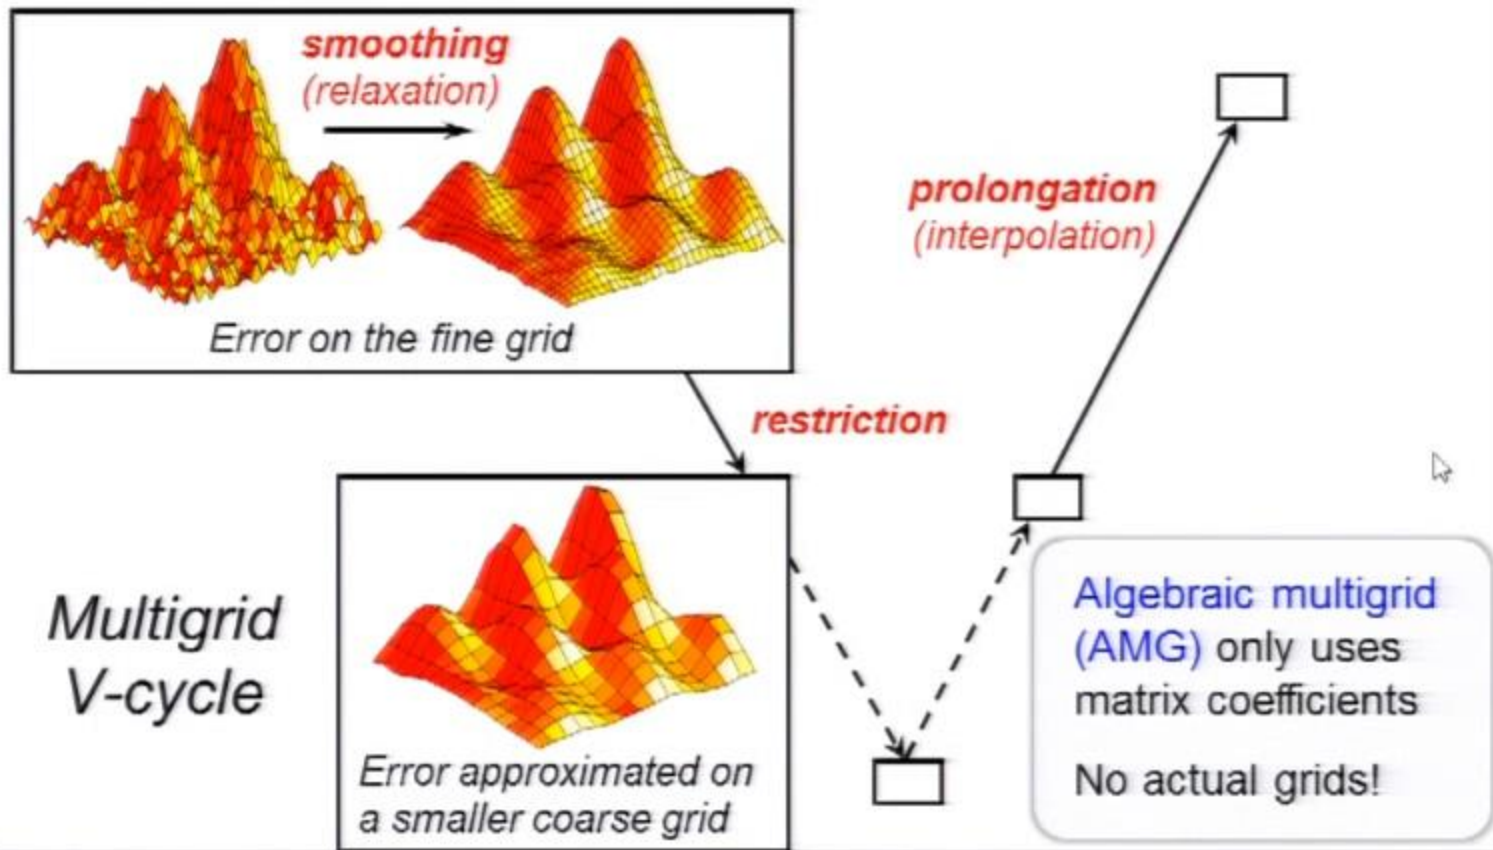 smoothing
(relaxation)
Error on the fine grid
prolongation
(interpolation)
restriction
Multigrid
V-cycle
Error approximated on
a smaller coarse grid
Algebraic multigrid
(AMG) only uses
matrix coefficients
No actual grids!